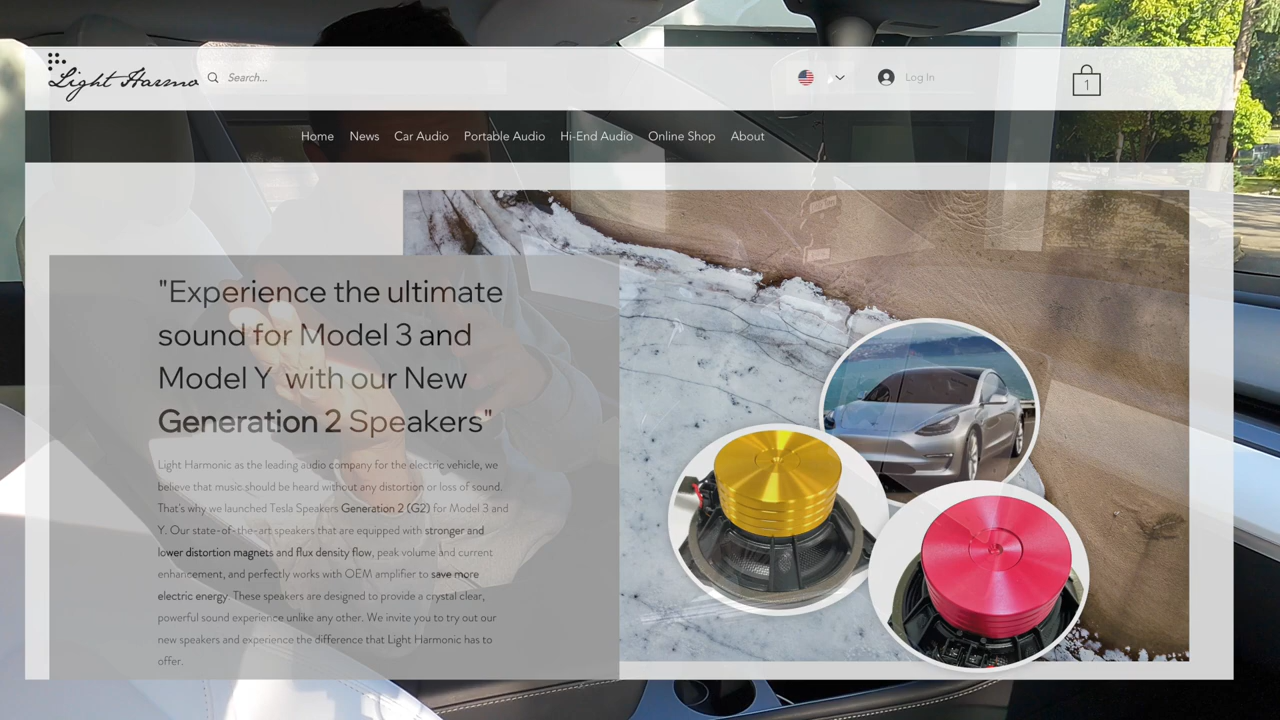 Light Harmo
Search...
Log In
1
Home News Car Audio Portable Audio Hi-End Audio Online Shop About
"Experience the ultimate
sound for Model 3 and
Model Y with our New
Generation 2 Speakers"
Light Harmonic as the leading audio company for the electric vehicle, we
believe that music should be heard without any distortion or loss of sound.
That's why we launched Tesla Speakers Generation 2 (G2) for Model 3 and
Y. Our state-of-the-art speakers that are equipped with stronger and
lower distortion magnets and flux density flow, peak volume and current
enhancement, and perfectly works with OEM amplifier to save more
electric energy. These speakers are designed to provide a crystal clear,
powerful sound experience unlike any other. We invite you to try out our
new speakers and experience the difference that Light Harmonic has to
offer.